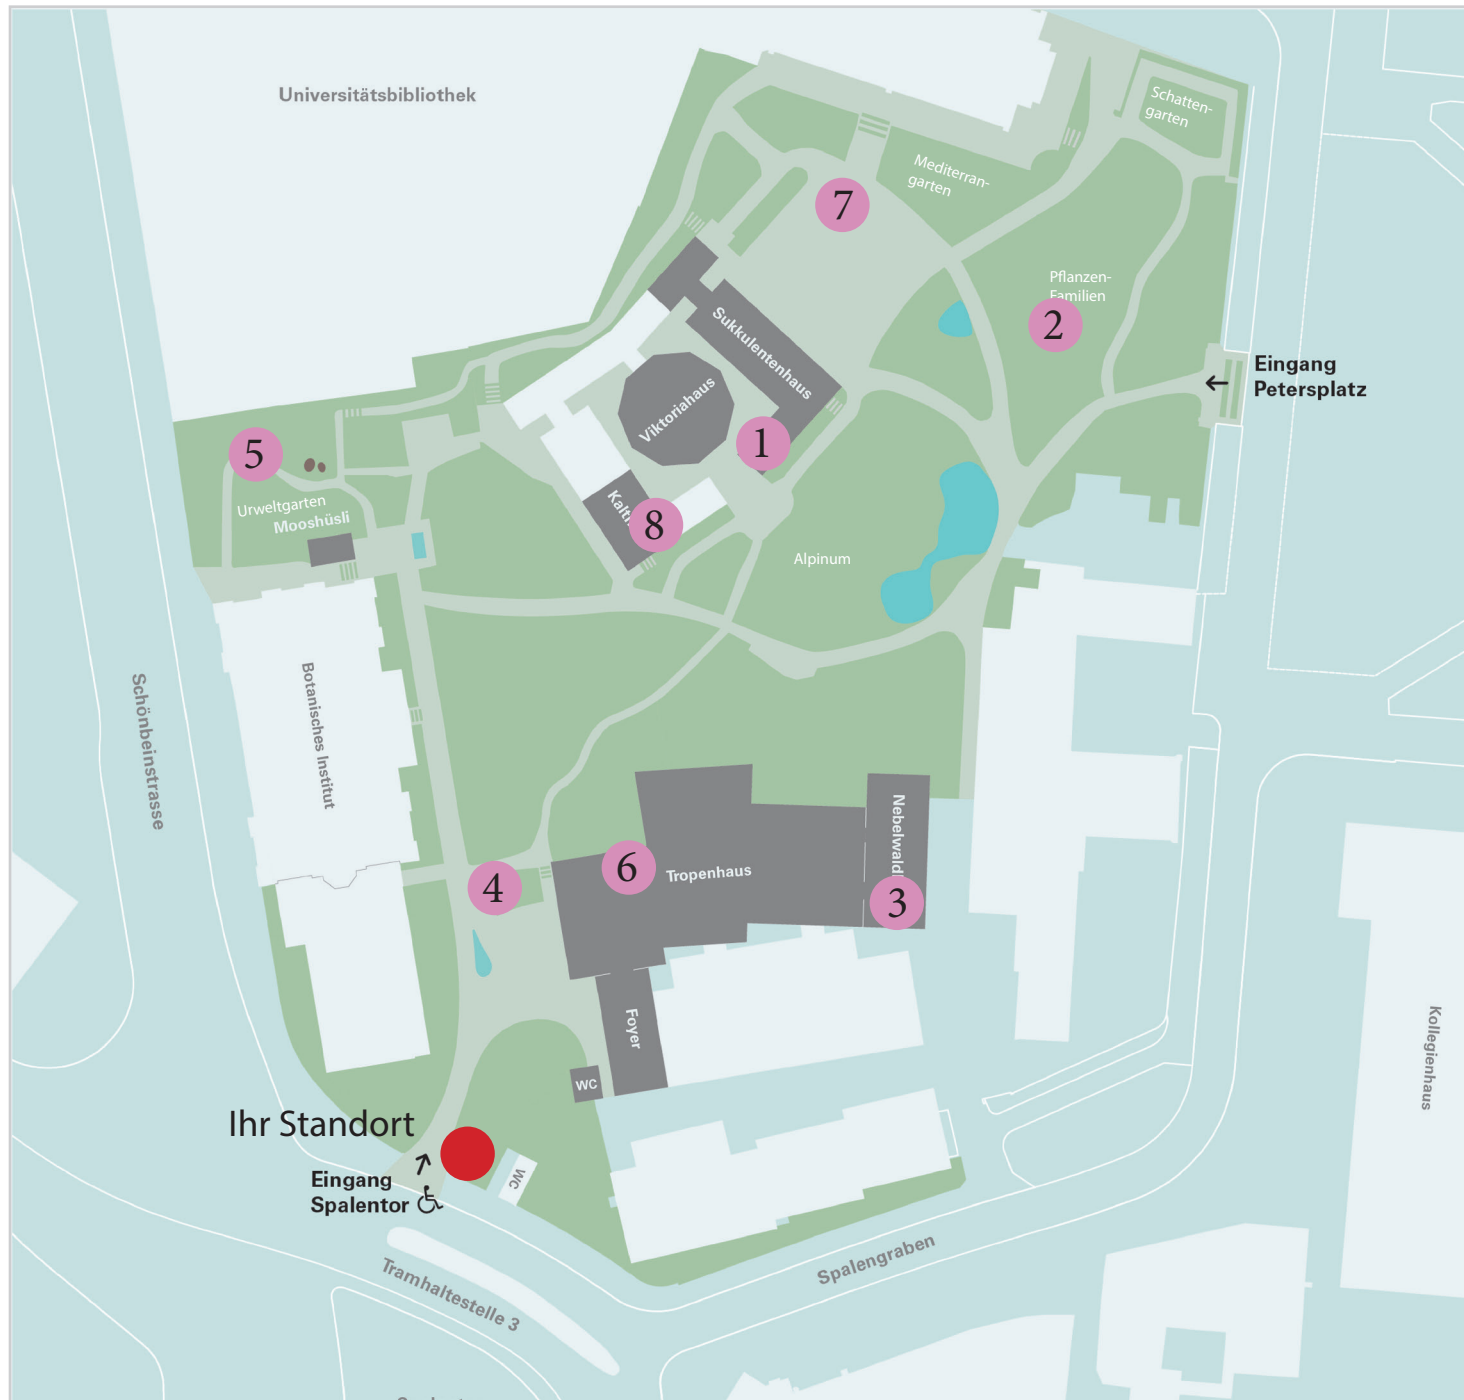 Universitätsbibliothek
Schatten-
garten
Mediterran-
garten
7
Pflanzen-
Familien
2
Eingang
Petersplatz
Sukkulentenhaus
Viktoriahaus
1
5
Urweltgarten
Mooshüsli
8
Alpinum
Schönbeinstrasse
Botanisches Institut
4
6
Tropenhaus
3
Foyer
WC
Kollegienhaus
Ihr Standort
Eingang
Spalentor
WC
Spalengraben
Tramhaltestelle 3